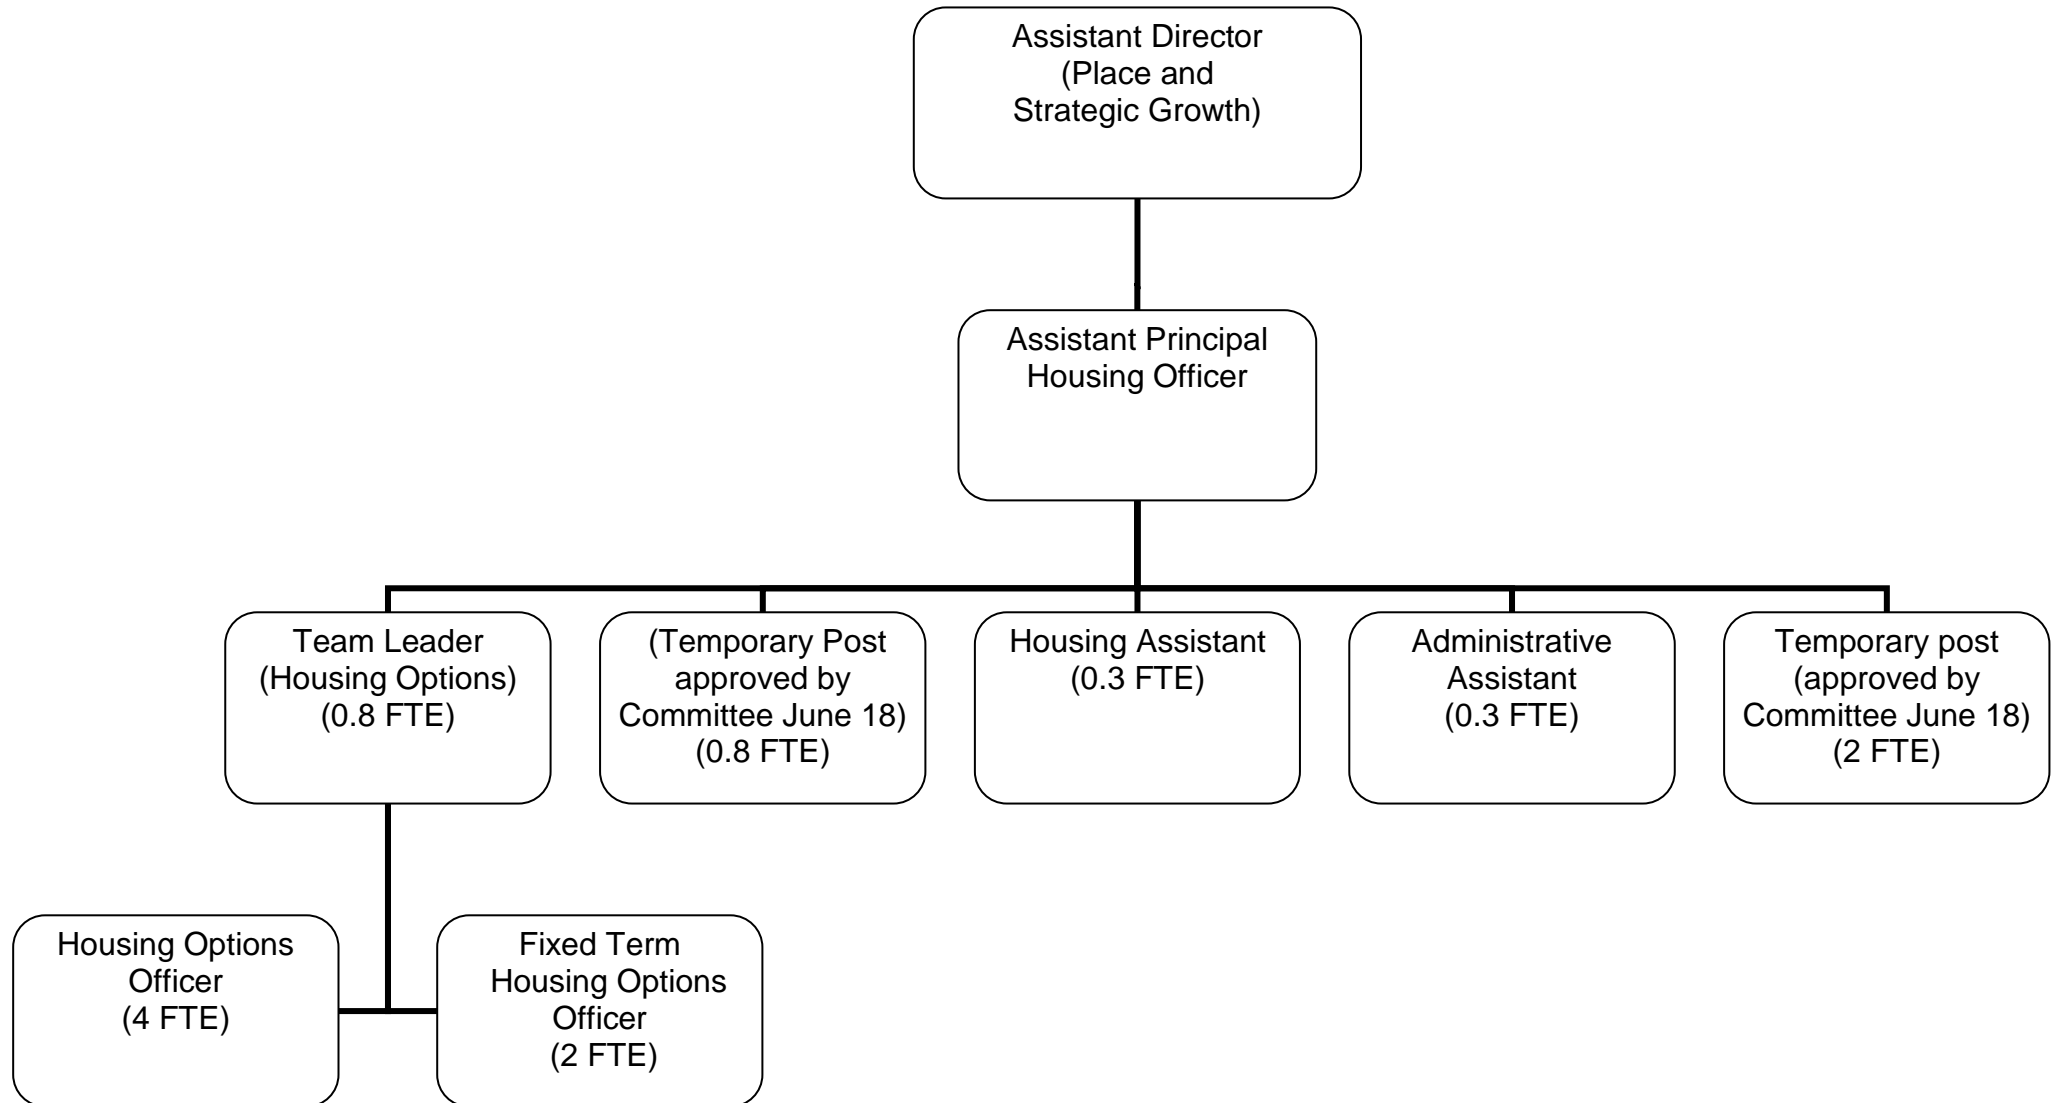 Assistant Director
(Place and
Strategic Growth)
Assistant Principal
Housing Officer
Team Leader
(Housing Options)
(0.8 FTE)
(Temporary Post
approved by
Committee June 18)
(0.8 FTE)
Housing Assistant
(0.3 FTE)
Administrative
Assistant
(0.3 FTE)
Temporary post
(approved by
Committee June 18)
(2 FTE)
Housing Options
Officer
(4 FTE)
Fixed Term
Housing Options
Officer
(2 FTE)